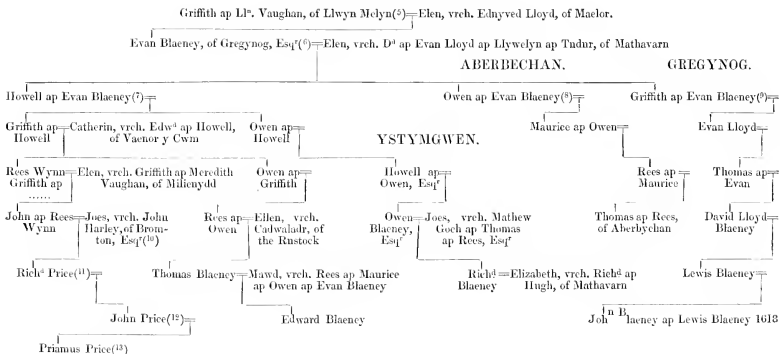 Griffith ap Llⁿ. Vaughan, of Llwyn Melyn(⁵)=Elen, vrch. Ednyved Lloyd, of Maelor.
Evan Blaeney, of Gregynog, Esqʳ(⁶)=Elen, vrch. Dᵈ ap Evan Lloyd ap Llywelyn ap Tudur, of Mathavarn
ABERBECHAN. GREGYNOG.
Howell ap Evan Blaeney(⁷)= Owen ap Evan Blaeney(⁸)= Griffith ap Evan Blaeney(⁹)=
Griffith ap=Catherin, vrch. Edwᵈ ap Howell, Owen ap= Maurice ap Owen= Evan Lloyd=
Howell of Vaenor y Cwm Howell
YSTYMGWEN.
Rees Wynn=Elen, vrch. Griffith ap Meredith Owen ap= Howell ap= Rees ap= Thomas ap=
Griffith ap Vaughan, of Milienydd Griffith Owen, Esqʳ Maurice Evan
......
John ap Rees=Joes, vrch. John Rees ap=Ellen, vrch. Owen=Joes, vrch. Mathew Thomas ap Rees, David Lloyd=
Wynn Harley, of Brom- Owen Cadwaladr, of Blaeney, Goch ap Thomas of Aberbychan Blaeney
ton, Esqʳ(¹⁰) the Rustock Esqʳ ap Rees, Esqʳ
Richᵈ Price(¹¹)= Thomas Blaeney=Mawd, vrch. Rees ap Maurice Richᵈ=Elizabeth, vrch. Richᵈ ap Lewis Blaeney=
ap Owen ap Evan Blaeney Blaeney Hugh, of Mathavarn
John Price(¹²)= Edward Blaeney Johⁿ Blaeney ap Lewis Blaeney 1618
Priamus Price(¹³)